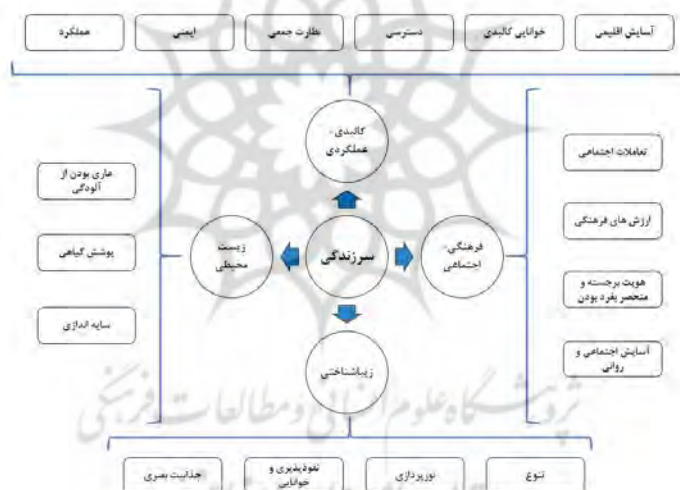 آسایش اقلیمی
خوانایی کالبدی
دسترسی
نظارت جمعی
ایمنی
عملکرد
کالبدی-
عملکردی
تعاملات اجتماعی
ارزش های فرهنگی
هویت برجسته و
منحصر بفرد بودن
آسایش اجتماعی و
روانی
فرهنگی-
اجتماعی
سرزندگی
زیست
محیطی
عاری بودن از
آلودگی
پوشش گیاهی
سایه اندازی
زیباشناختی
پژوهشگاه علوم انسانی و مطالعات فرهنگی
تنوع
نورپردازی
نفوذپذیری و
خوانایی
جذابیت بصری